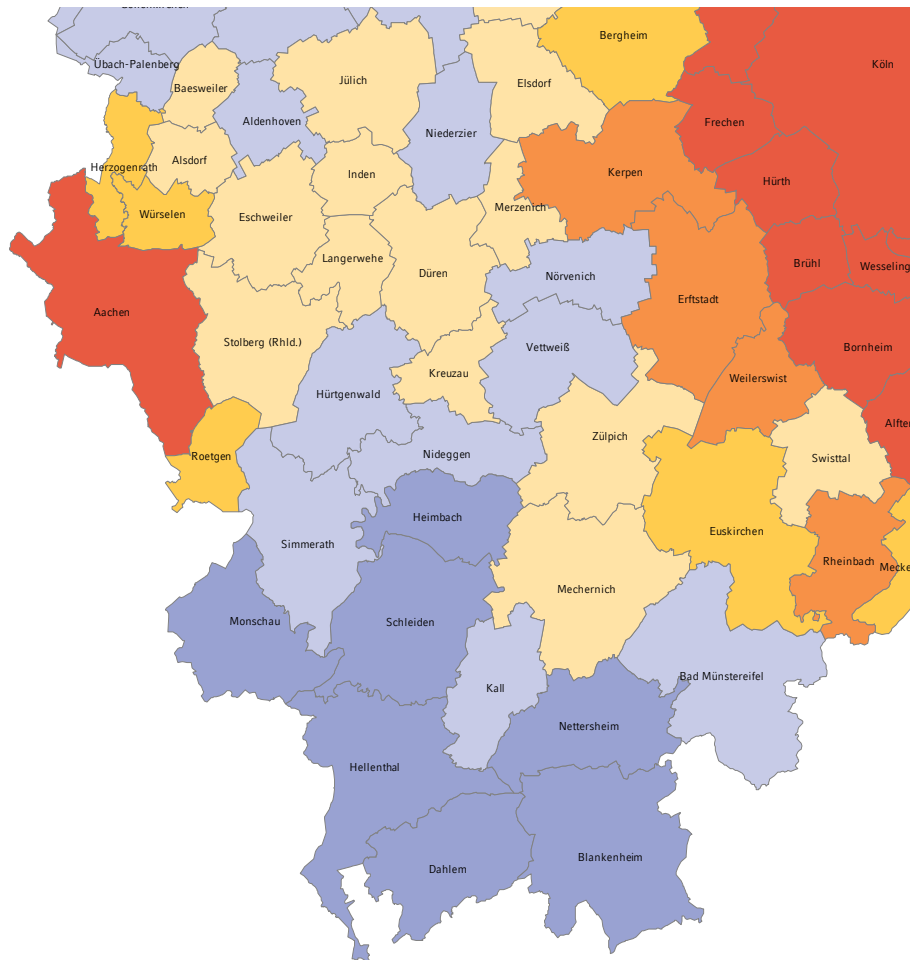 Bergheim
Köln
Übach-Palenberg
Jülich
Elsdorf
Baesweiler
Aldenhoven
Frechen
Niederzier
Alsdorf
Herzogenrath
Inden
Kerpen
Hürth
Merzenich
Würselen
Eschweiler
Langerwehe
Düren
Nörvenich
Brühl
Wesseling
Erftstadt
Aachen
Stolberg (Rhld.)
Vettweiß
Bornheim
Kreuzau
Weilerswist
Hürtgenwald
Alfter
Zülpich
Roetgen
Nideggen
Swisttal
Heimbach
Euskirchen
Simmerath
Rheinbach
Mecke
Mechernich
Monschau
Schleiden
Bad Münstereifel
Kall
Nettersheim
Hellenthal
Blankenheim
Dahlem